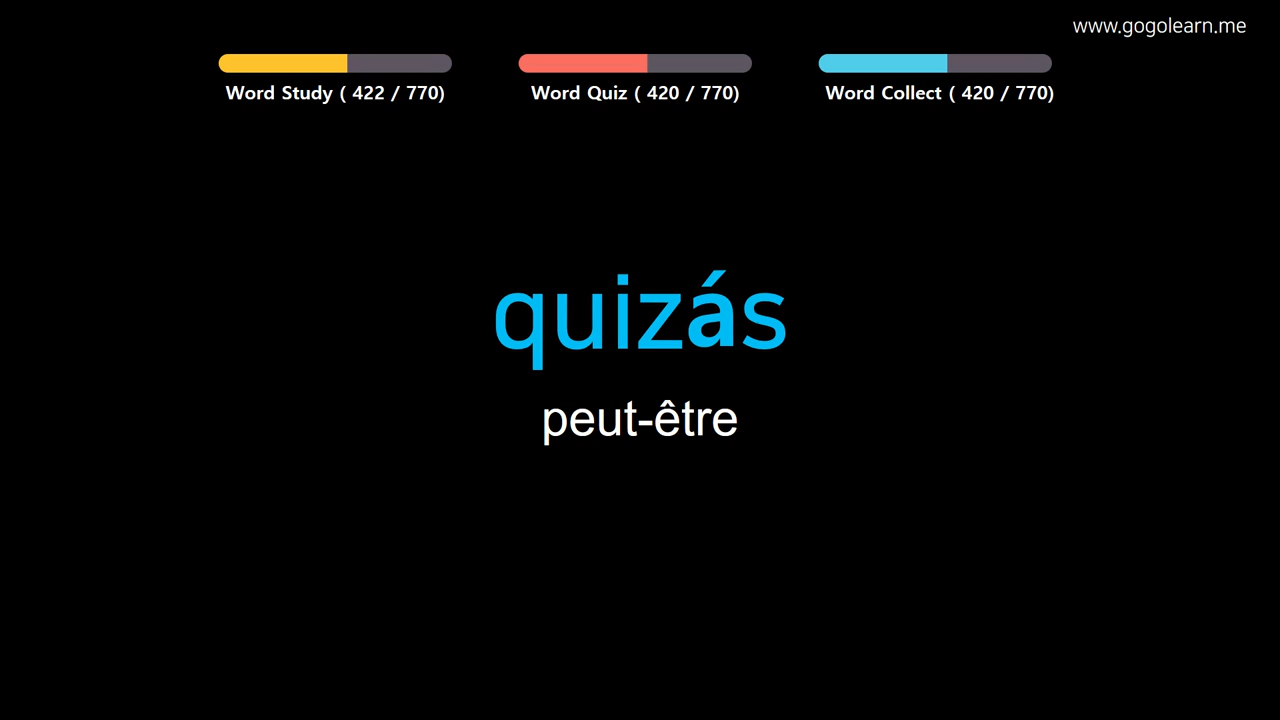 www.gogolearn.me
Word Study ( 422 / 770)
Word Quiz ( 420 / 770)
Word Collect ( 420 / 770)
quizás
peut-être